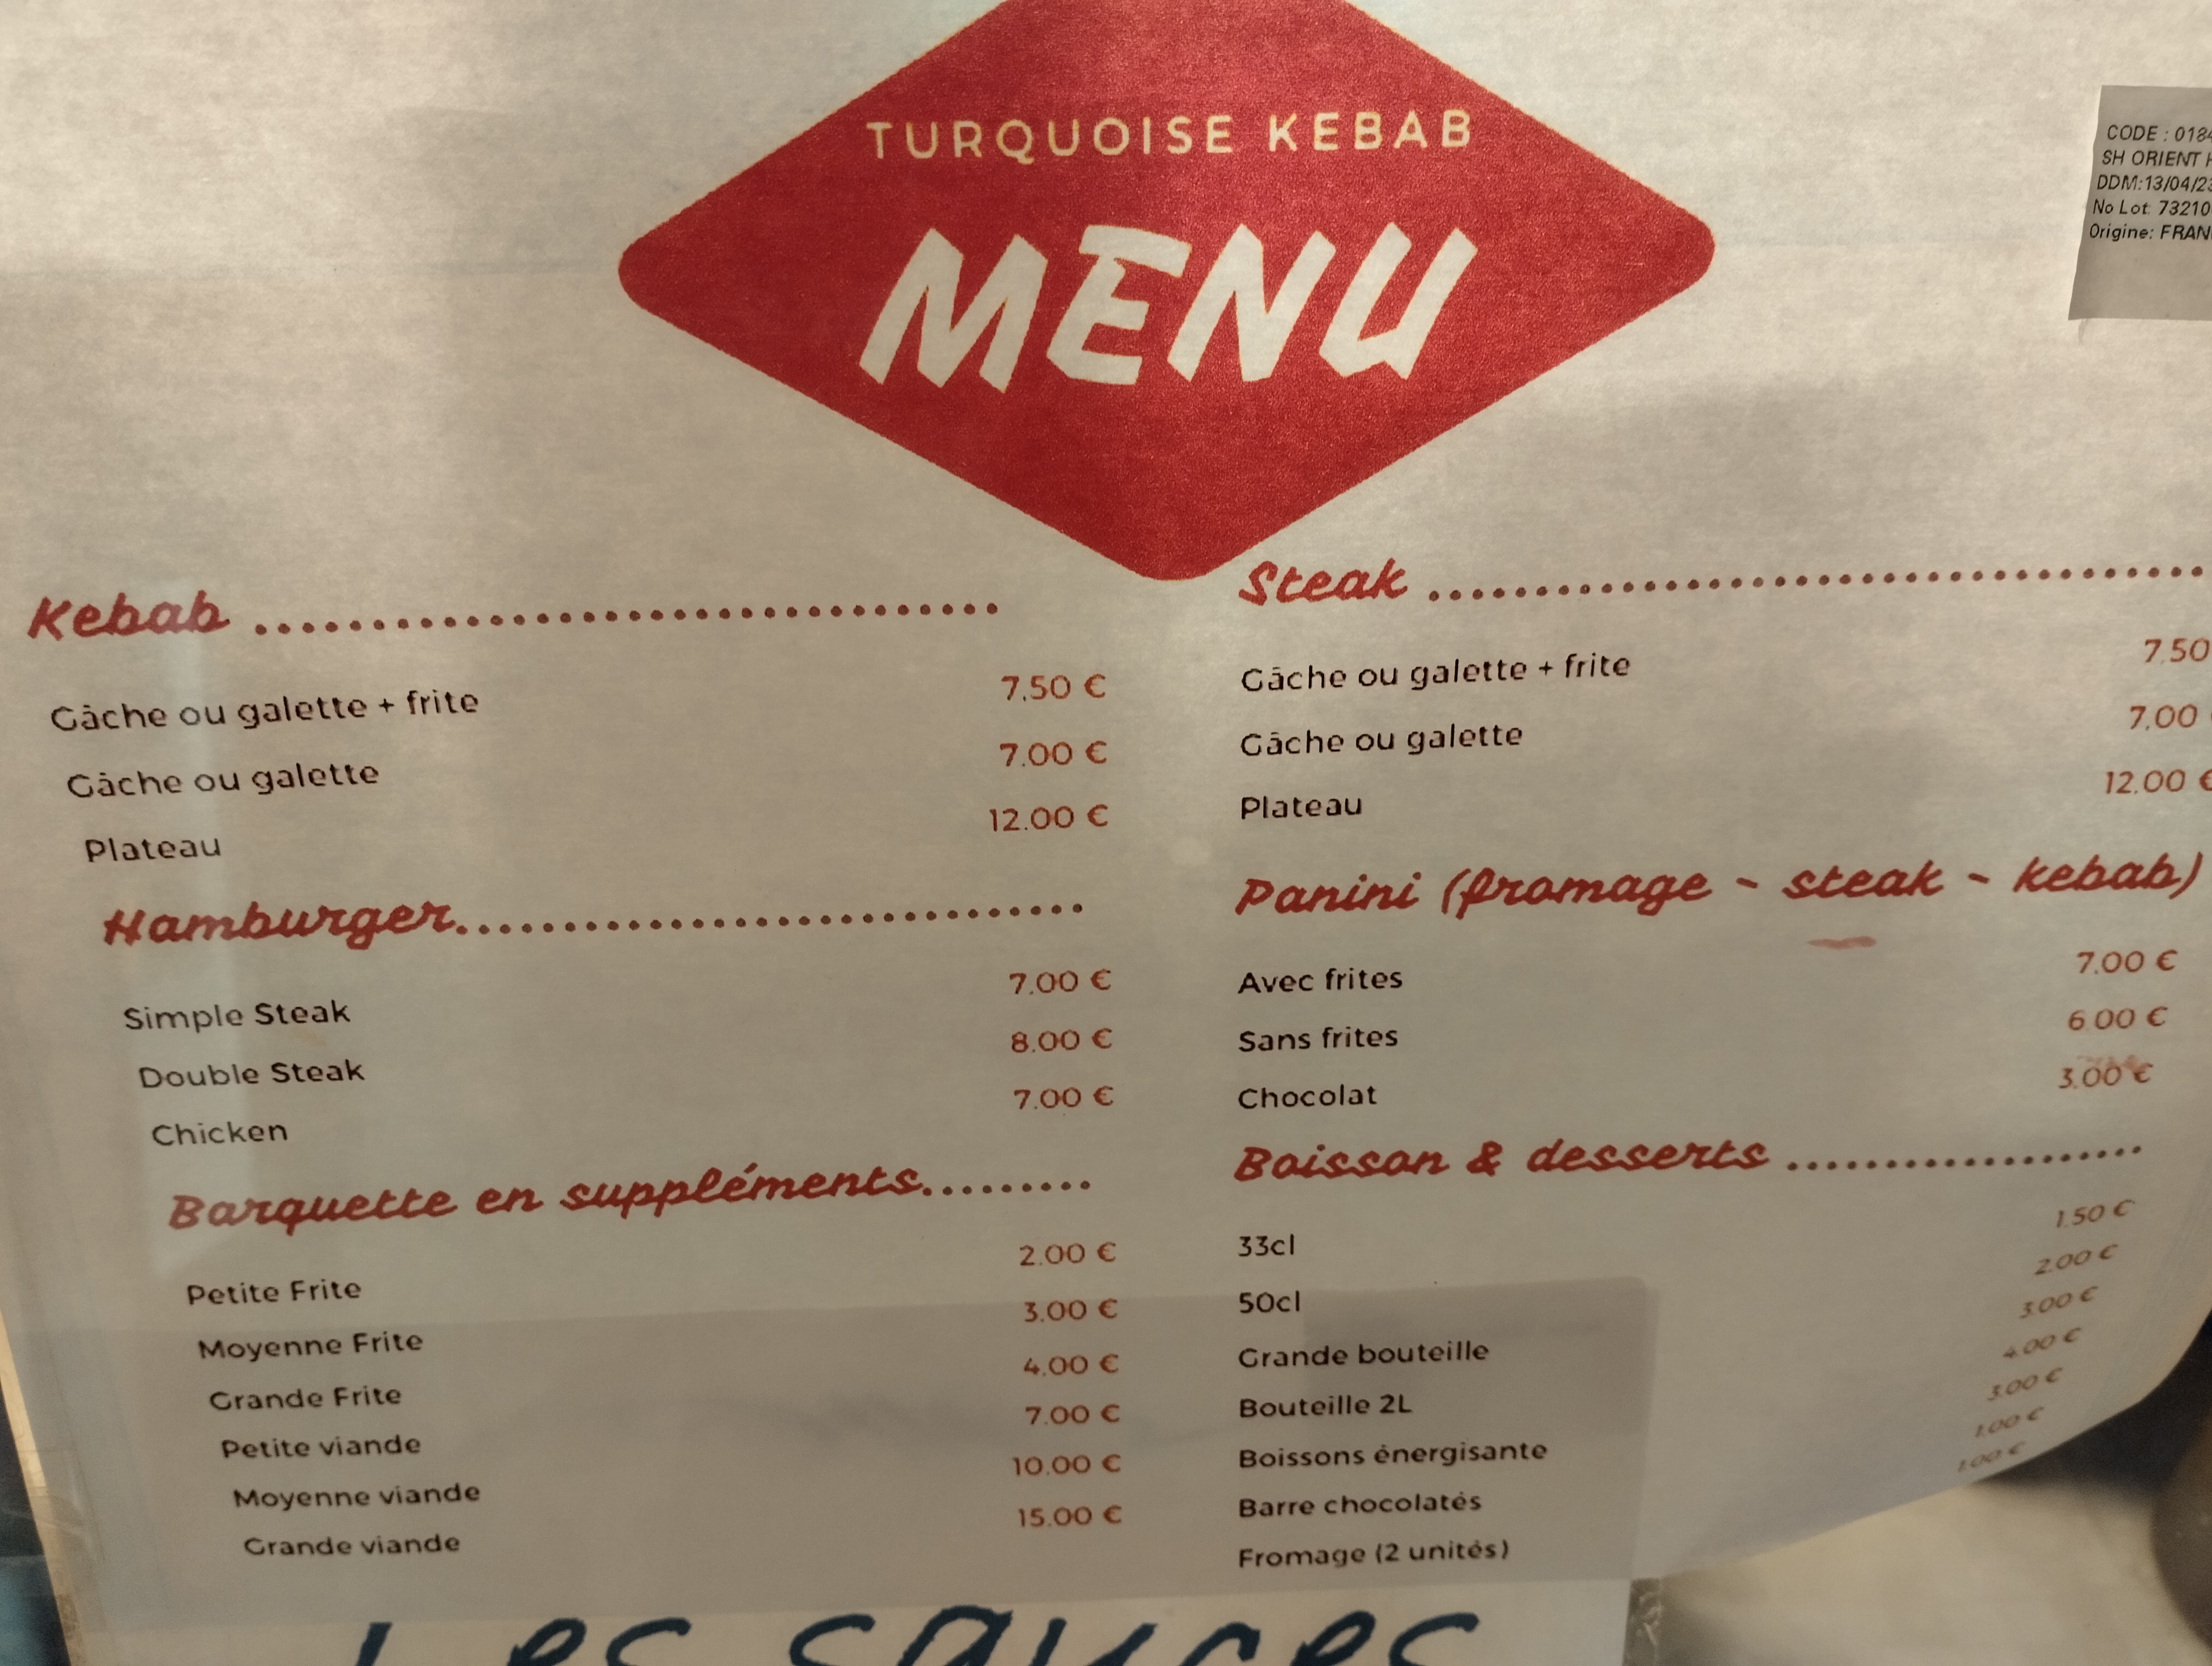 TURQUOISE KEBAB
MENU
CODE : 0184
SH ORIENT
DDM:13/04/23
No Lot: 73210
Origine: FRAN
Kebab ................................
Gâche ou galette + frite 7.50 €
Gâche ou galette 7.00 €
Plateau 12.00 €
Hamburger.............................
Simple Steak 7.00 €
Double Steak 8.00 €
Chicken 7.00 €
Barquette en suppléments.........
Petite Frite 2.00 €
Moyenne Frite 3.00 €
Grande Frite 4.00 €
Petite viande 7.00 €
Moyenne viande 10.00 €
Grande viande 15.00 €
Steak ....................................
Gâche ou galette + frite 7.50
Gâche ou galette 7.00
Plateau 12.00 €
Panini (fromage - steak - kebab)
Avec frites 7.00 €
Sans frites 6.00 €
Chocolat 3.00 €
Boisson & desserts ...................
33cl 1.50 €
50cl 2.00 €
Grande bouteille 3.00 €
Bouteille 2L 4.00 €
Boissons énergisante 3.00 €
Barre chocolatés 1.00 €
Fromage (2 unités) 1.00 €
Les sauces